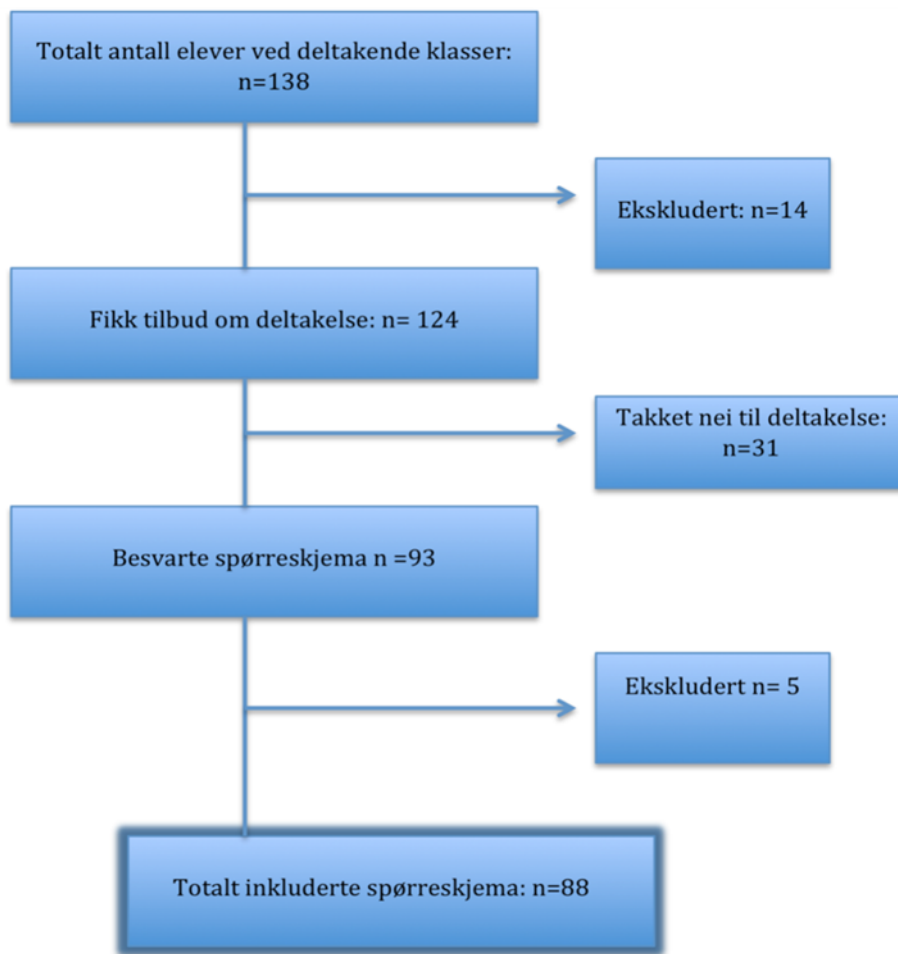 Totalt antall elever ved deltakende klasser:
n=138
Ekskludert: n=14
Fikk tilbud om deltakelse: n= 124
Takket nei til deltakelse:
n=31
Besvarte spørreskjema n =93
Ekskludert n= 5
Totalt inkluderte spørreskjema: n=88